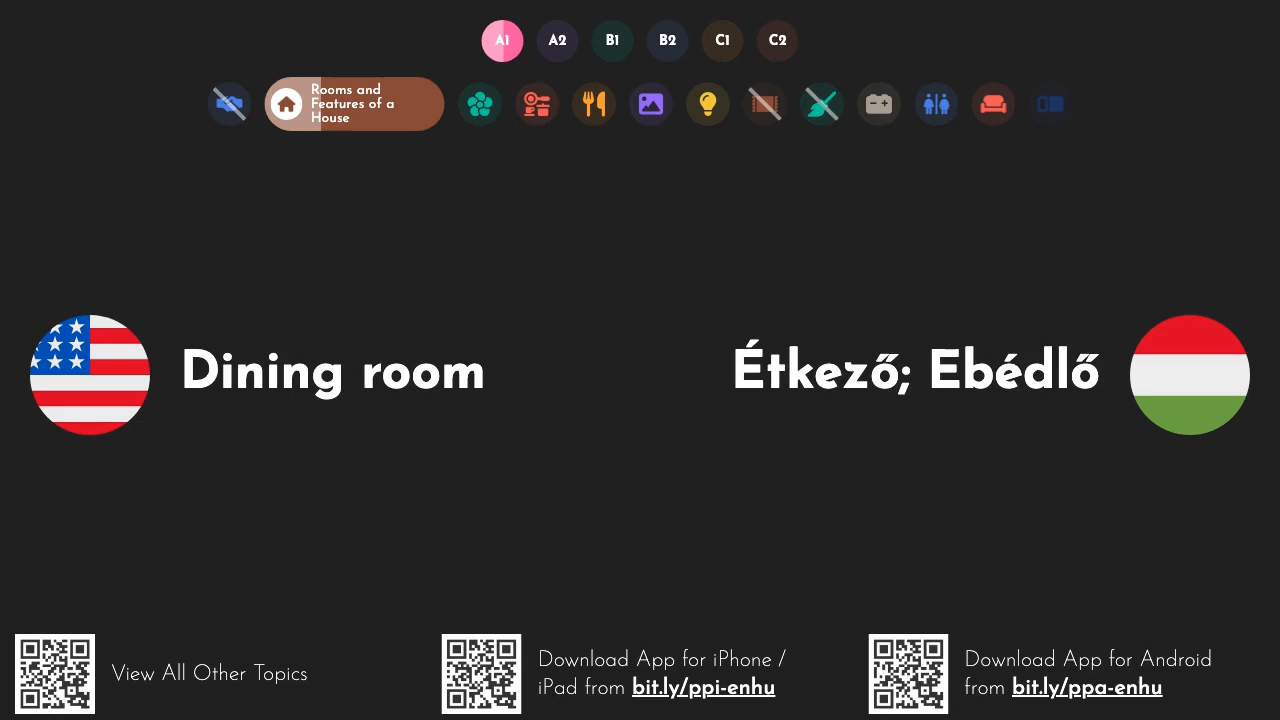 A1 A2 B1 B2 C1 C2
Rooms and
Features of a
House
Dining room
Étkező; Ebédlő
View All Other Topics
Download App for iPhone /
iPad from bit.ly/ppi-enhu
Download App for Android
from bit.ly/ppa-enhu